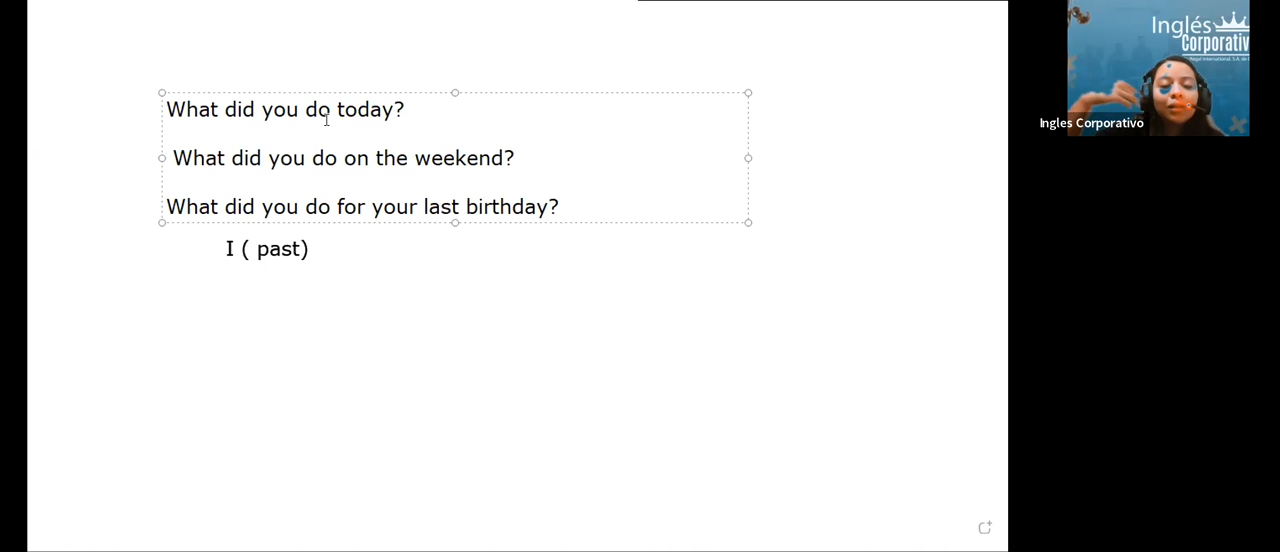 What did you do today?
What did you do on the weekend?
What did you do for your last birthday?
I ( past)
Inglés
Corporativ
Ingles Corporativo